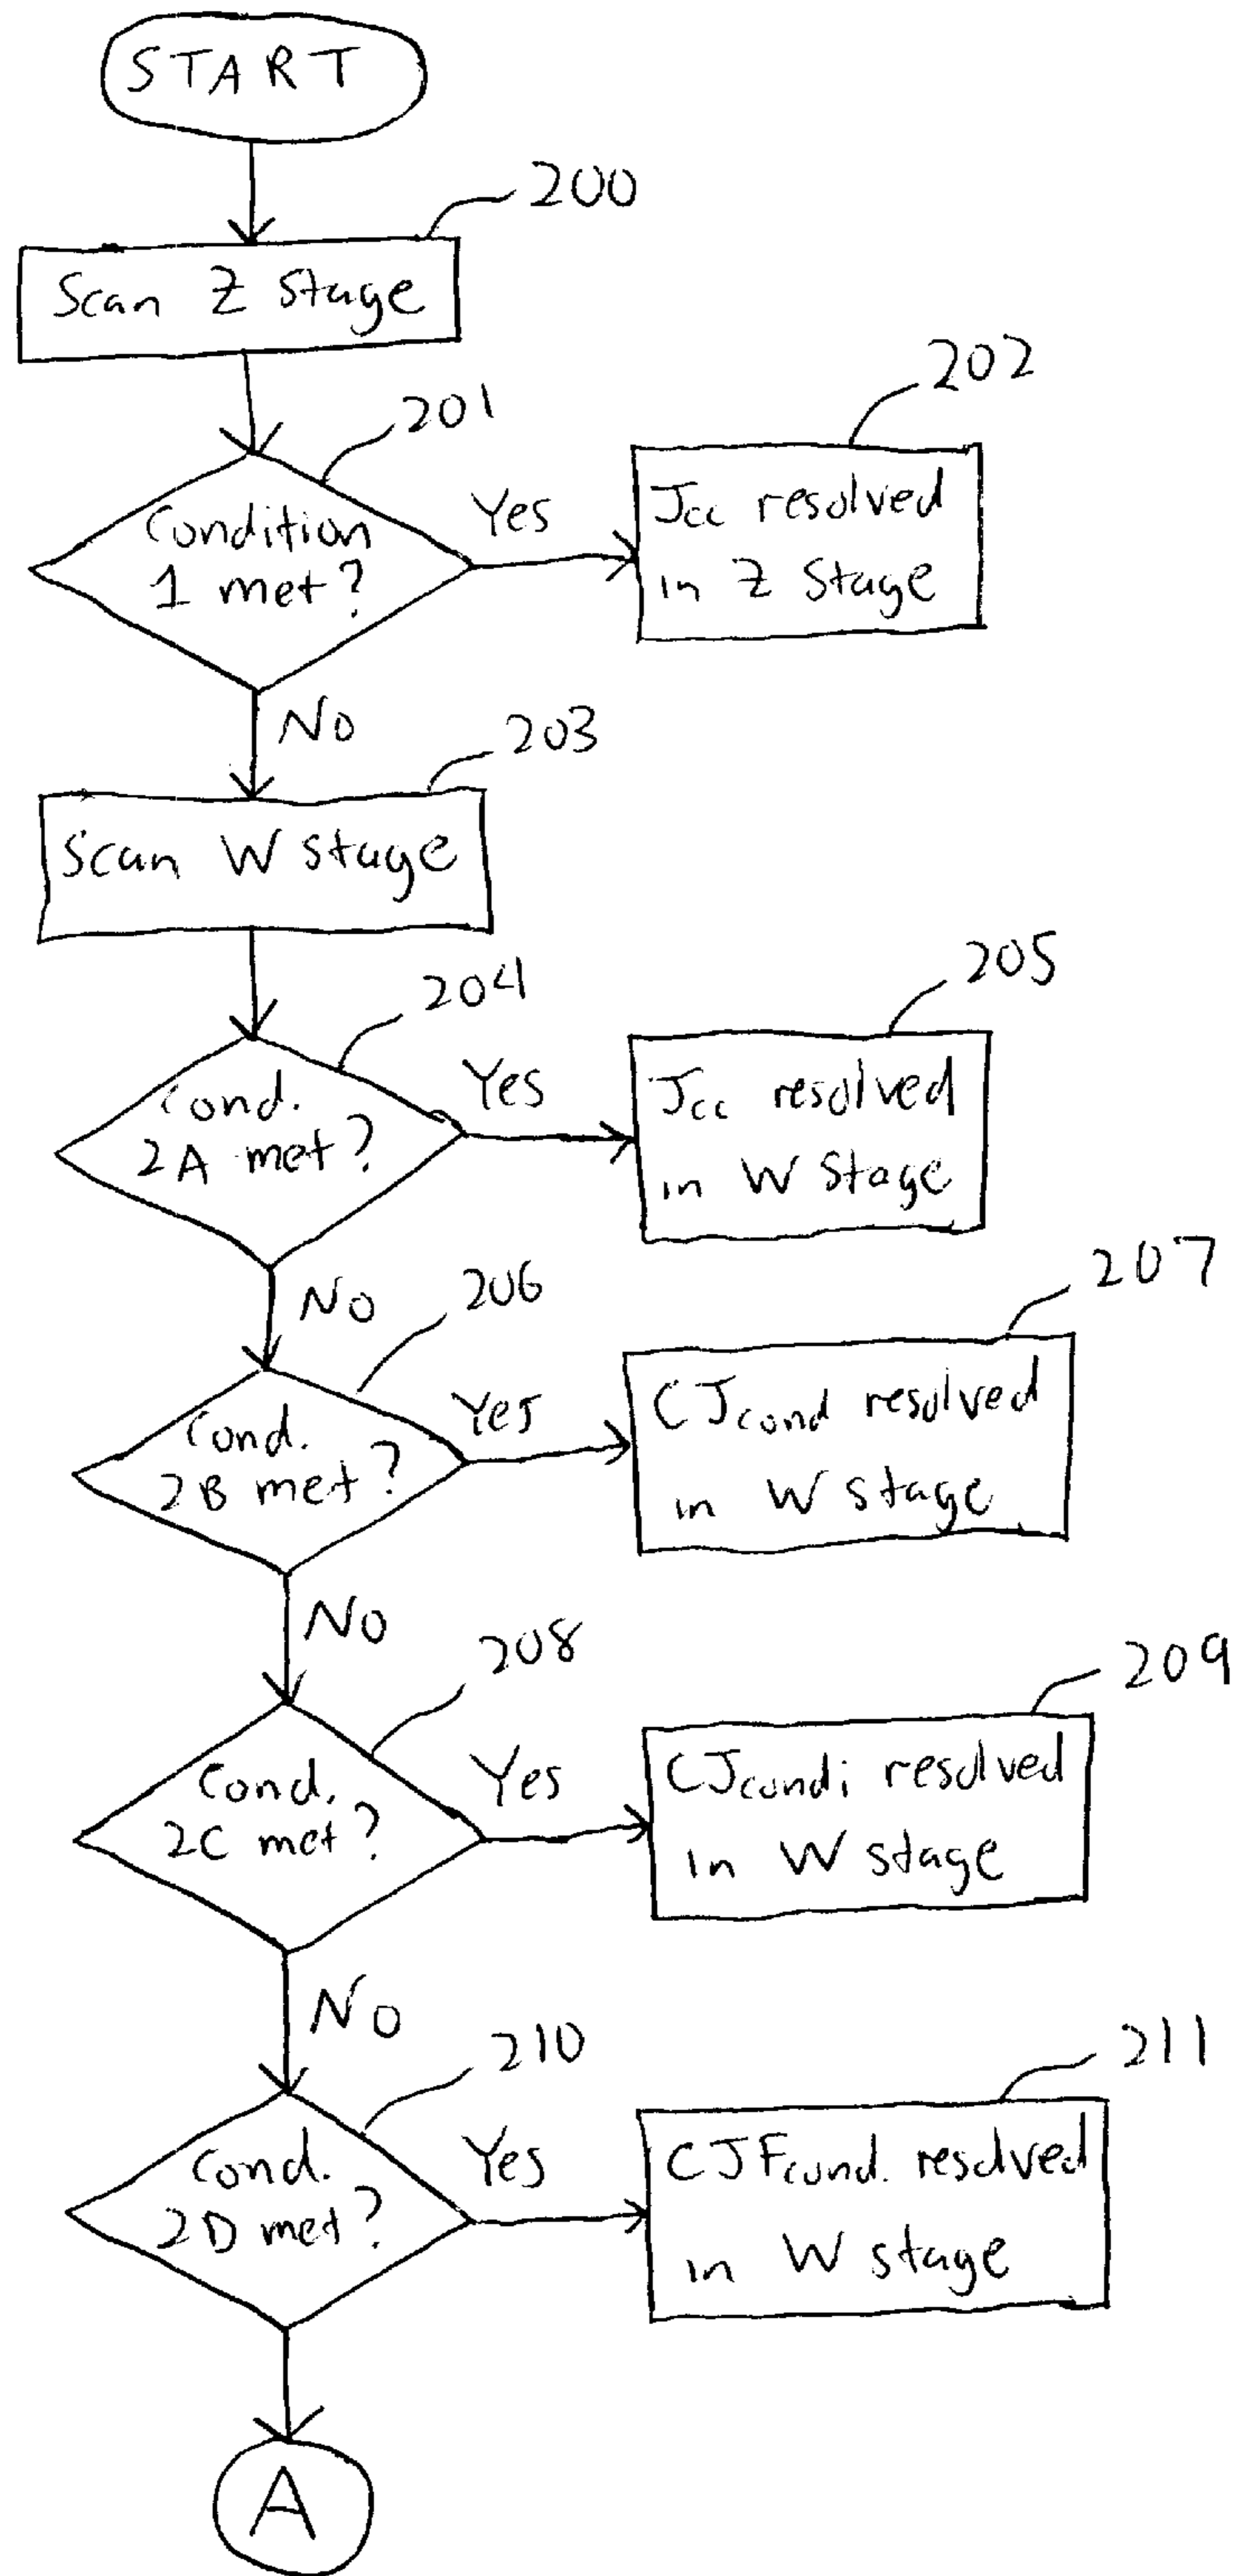 START
200
Scan Z Stage
201
202
Condition
1 met?
Yes
Jcc resolved
in Z Stage
No
203
Scan W stage
204
205
Cond.
2A met?
Yes
Jcc resolved
in W Stage
No
206
207
Cond.
2B met?
Yes
CJcond resolved
in W stage
No
208
209
Cond.
2C met?
Yes
CJcondi resolved
in W stage
No
210
211
Cond.
2D met?
Yes
CJFcond. resolved
in W stage
A